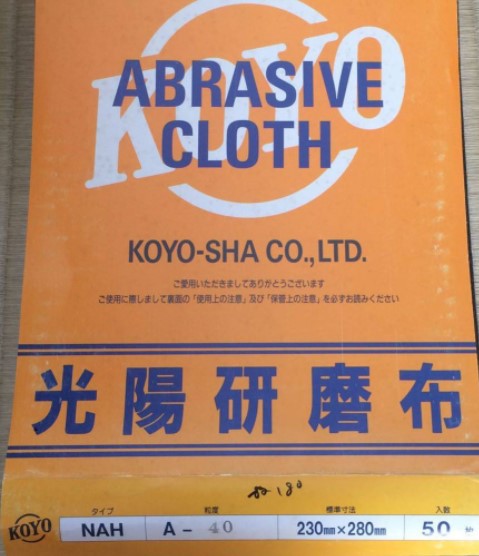 KOYO
ABRASIVE
CLOTH
KOYO-SHA CO.,LTD.
ご愛用いただきましてありがとうございます
ご使用に際しまして裏面の「使用上の注意」及び「保管上の注意」を必ずお読みください
光陽研磨布
180
タイプ 粒度 標準寸法 入数
KOYO NAH A-40 230mm×280mm 50